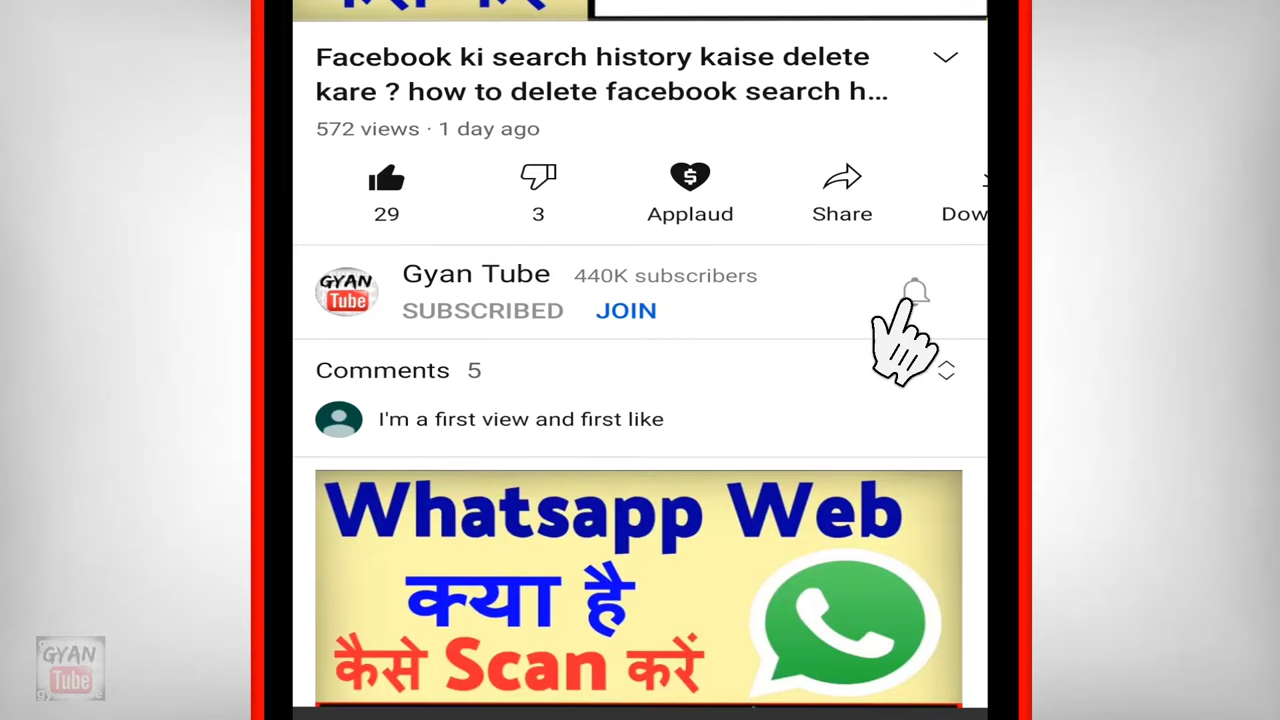 Facebook ki search history kaise delete
kare ? how to delete facebook search h...
572 views · 1 day ago
29
3
Applaud
Share
Dow
GYAN
Tube
Gyan Tube 440K subscribers
SUBSCRIBED JOIN
Comments 5
I'm a first view and first like
Whatsapp Web
क्या है
कैसे Scan करें
GYAN
Tube